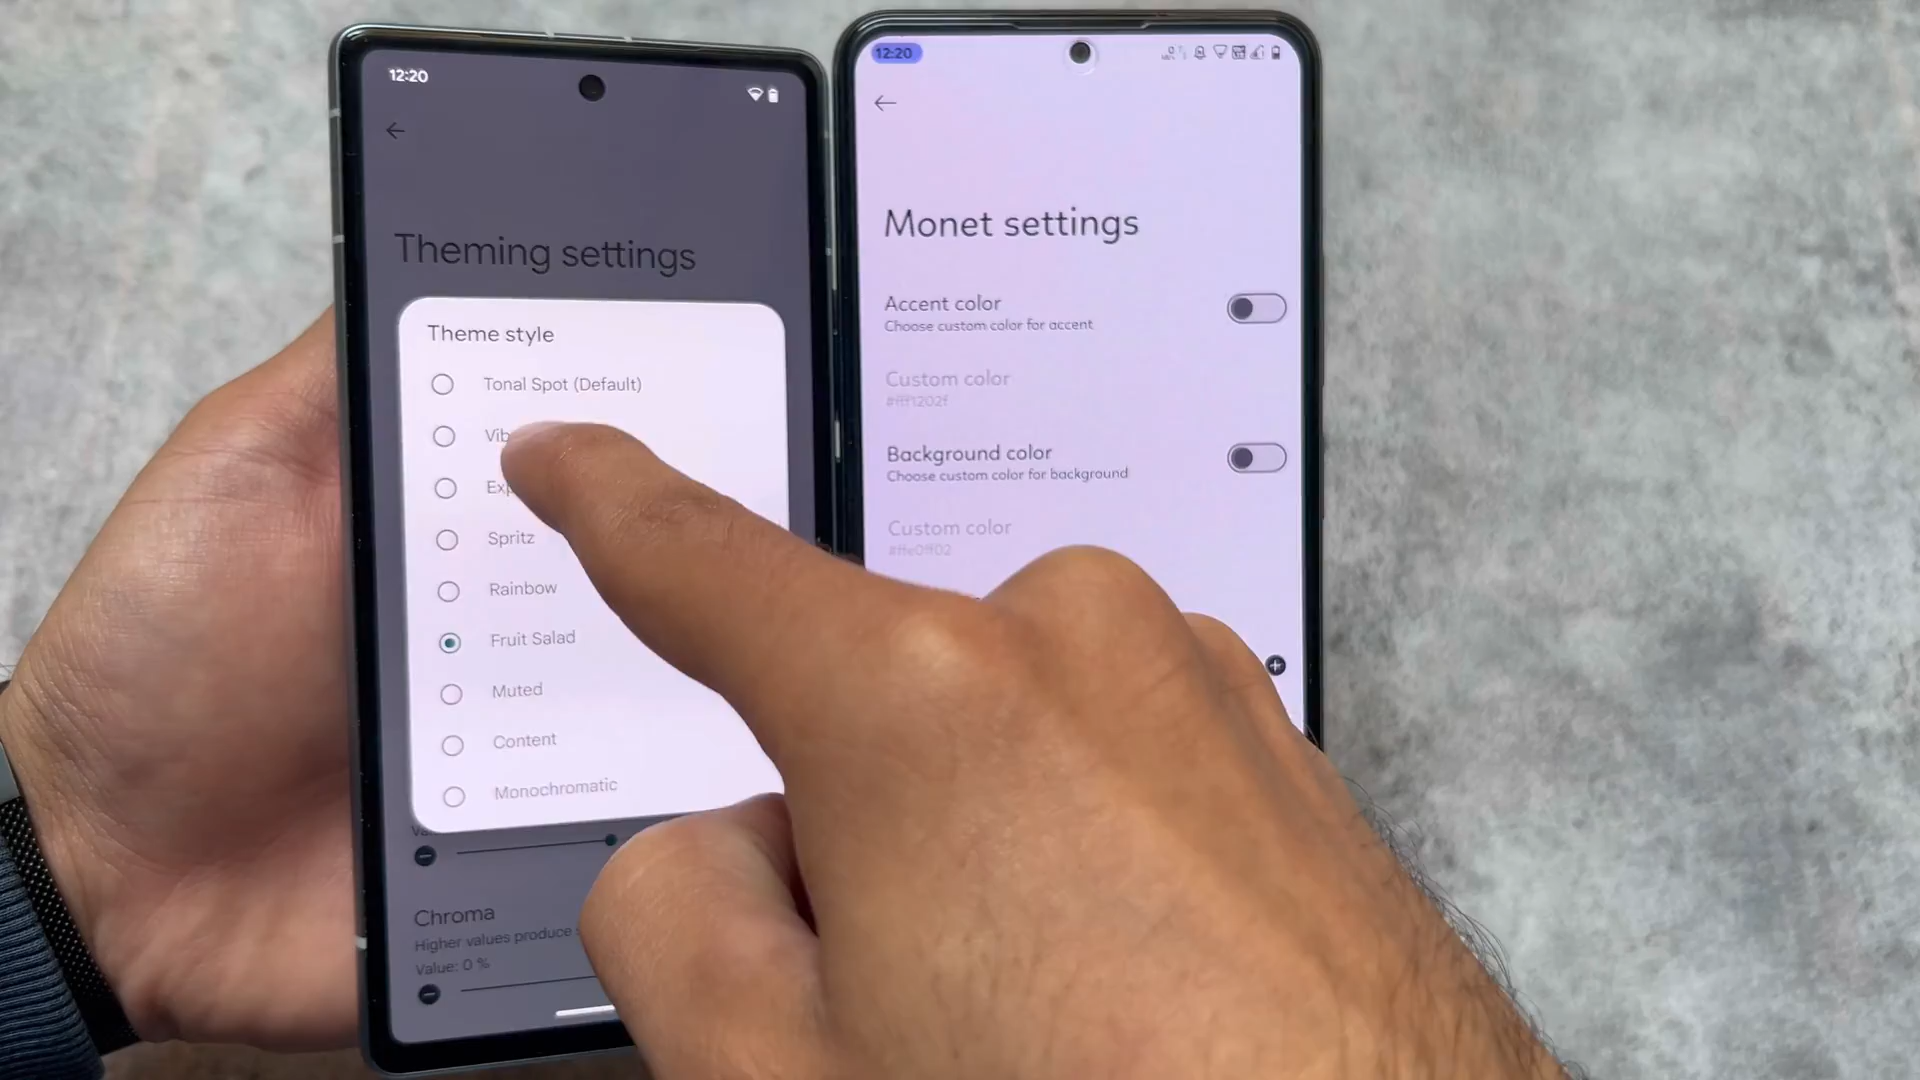 12:20
Theming settings
Theme style
Tonal Spot (Default)
Spritz
Rainbow
Fruit Salad
Muted
Content
Monochromatic
Chroma
Higher values produce
Value: 0 %
12:20
Monet settings
Accent color
Choose custom color for accent
Custom color
#fff1202f
Background color
Choose custom color for background
Custom color
#ffe0ff02